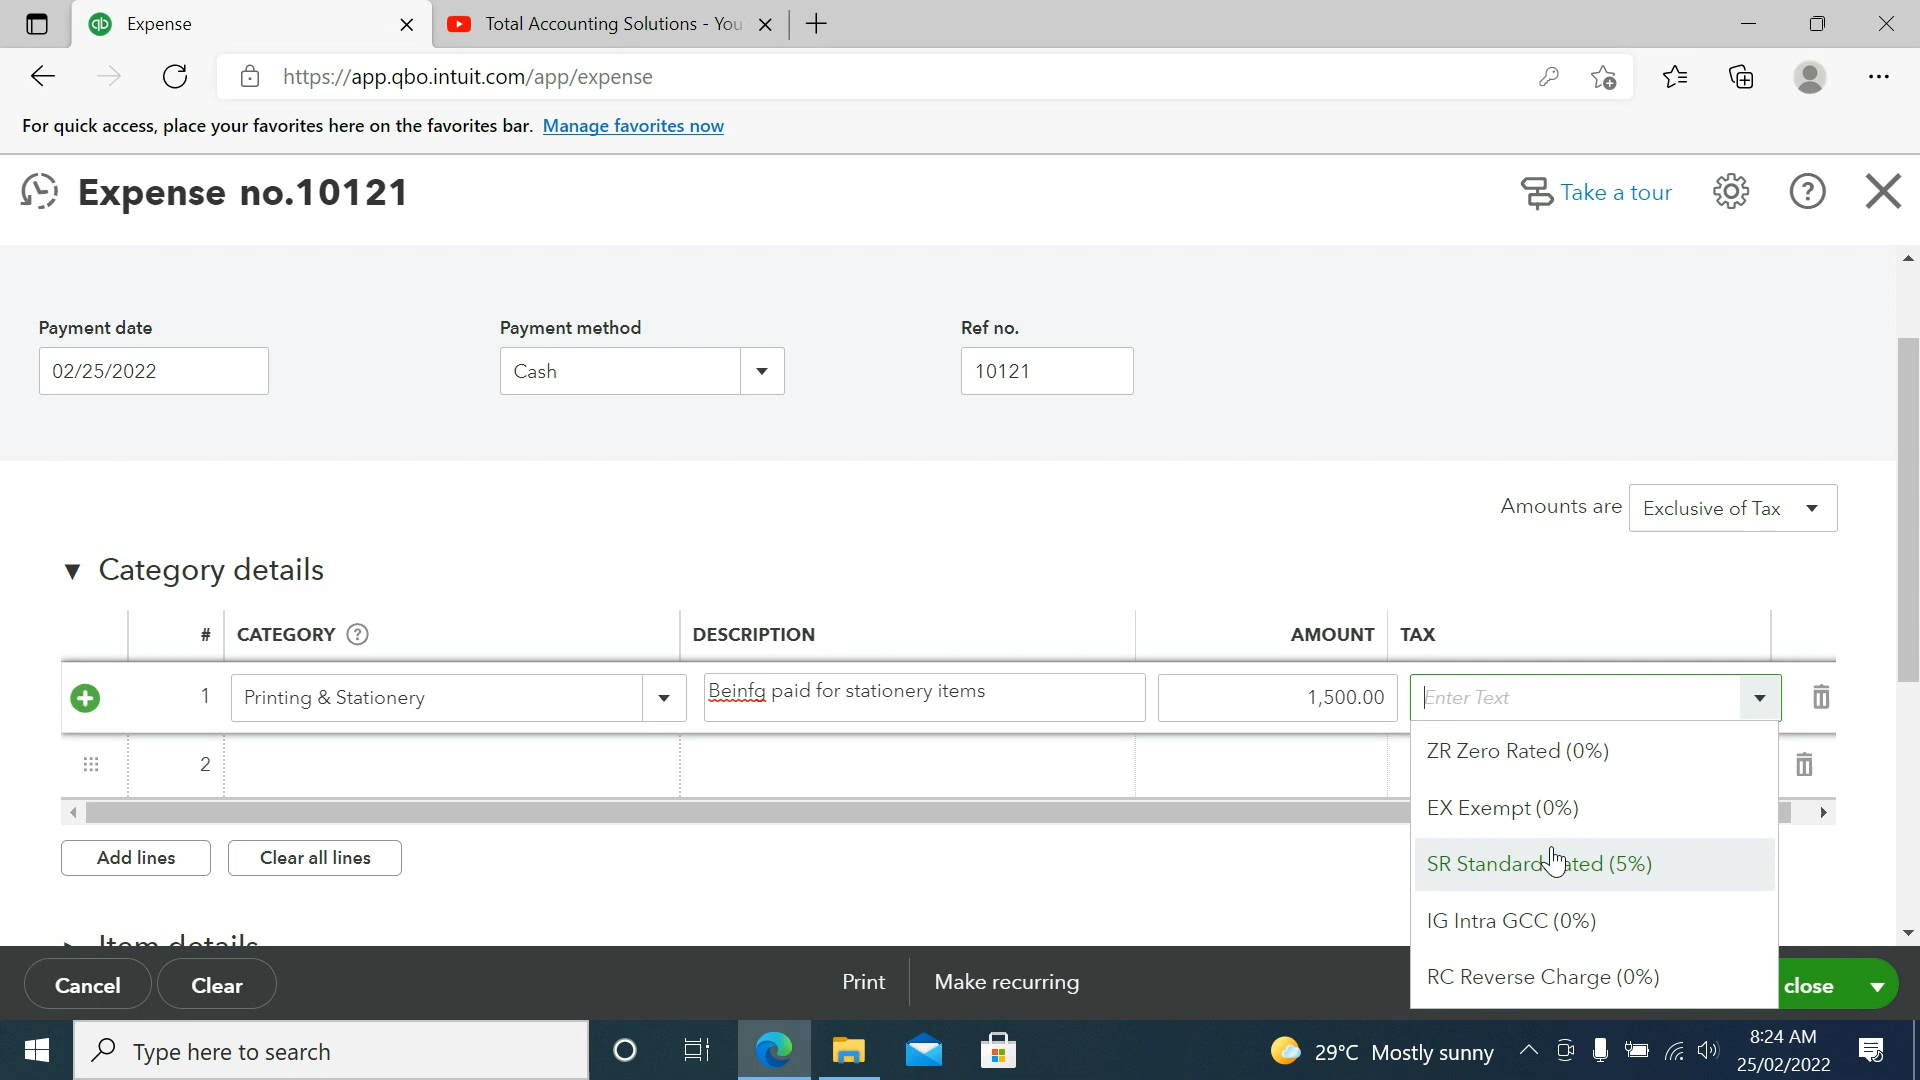 Expense
Total Accounting Solutions - You
https://app.qbo.intuit.com/app/expense
For quick access, place your favorites here on the favorites bar. Manage favorites now
Expense no.10121
Take a tour
Payment date
Payment method
Ref no.
02/25/2022
Cash
10121
Amounts are Exclusive of Tax
Category details
# CATEGORY DESCRIPTION AMOUNT TAX
1 Printing & Stationery Beinfg paid for stationery items 1,500.00 Enter Text
2
ZR Zero Rated (0%)
EX Exempt (0%)
SR Standard (5%)
IG Intra GCC (0%)
RC Reverse Charge (0%)
Add lines Clear all lines
Item details
Cancel Clear Print Make recurring close
Type here to search
29°C Mostly sunny
8:24 AM
25/02/2022